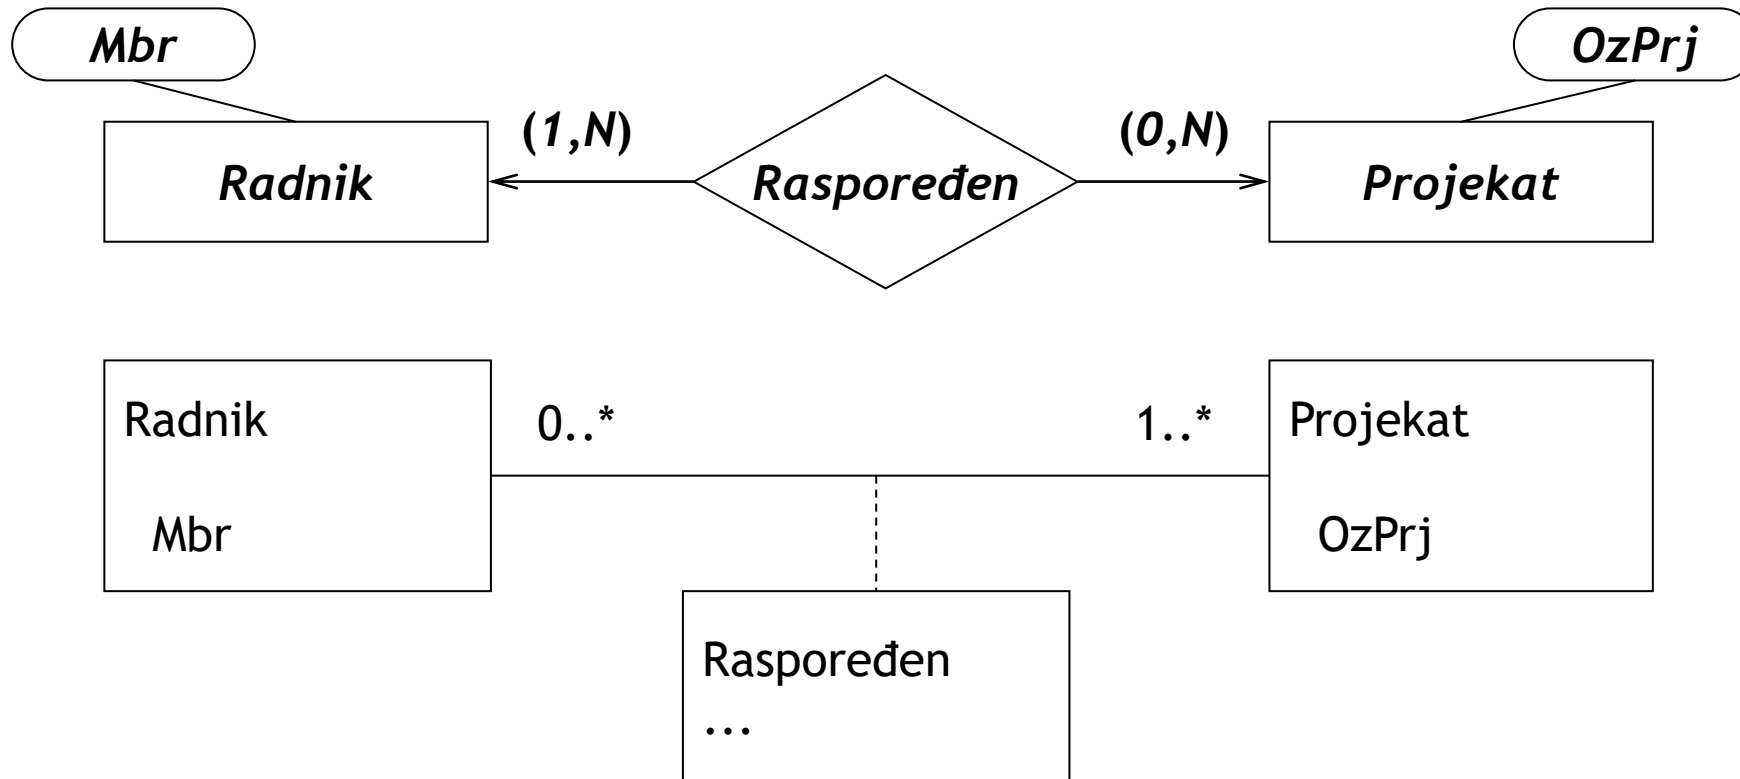 Mbr
OzPrj
(1,N)
(0,N)
Radnik
Raspoređen
Projekat
Radnik
0..*
1..*
Projekat
Mbr
OzPrj
Raspoređen
...